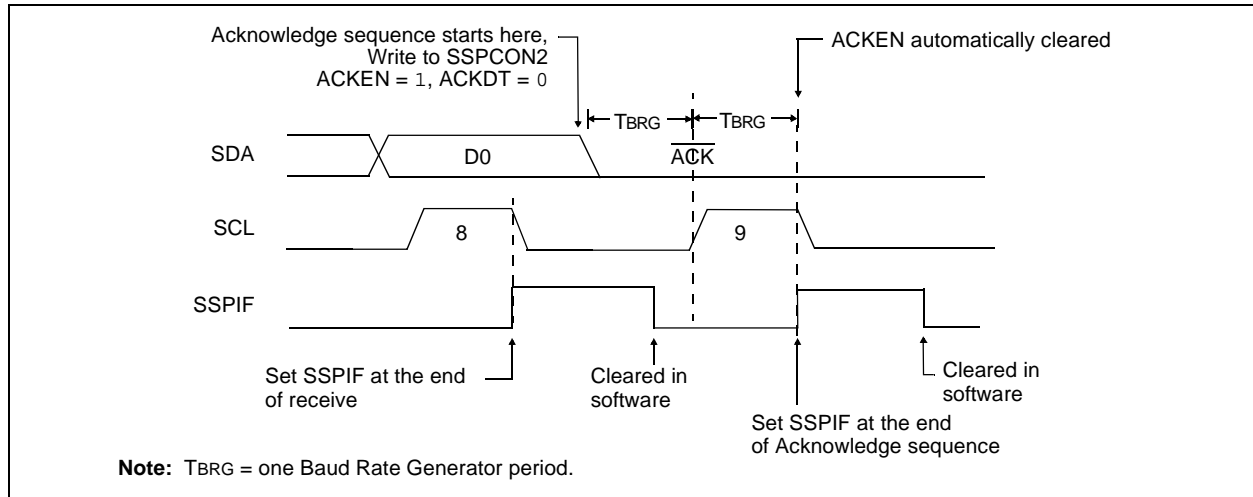 Acknowledge sequence starts here,
Write to SSPCON2
ACKEN = 1, ACKDT = 0
ACKEN automatically cleared
TBRG
TBRG
SDA
D0
ACK
SCL
8
9
SSPIF
Set SSPIF at the end
of receive
Cleared in
software
Set SSPIF at the end
of Acknowledge sequence
Cleared in
software
Note: TBRG = one Baud Rate Generator period.